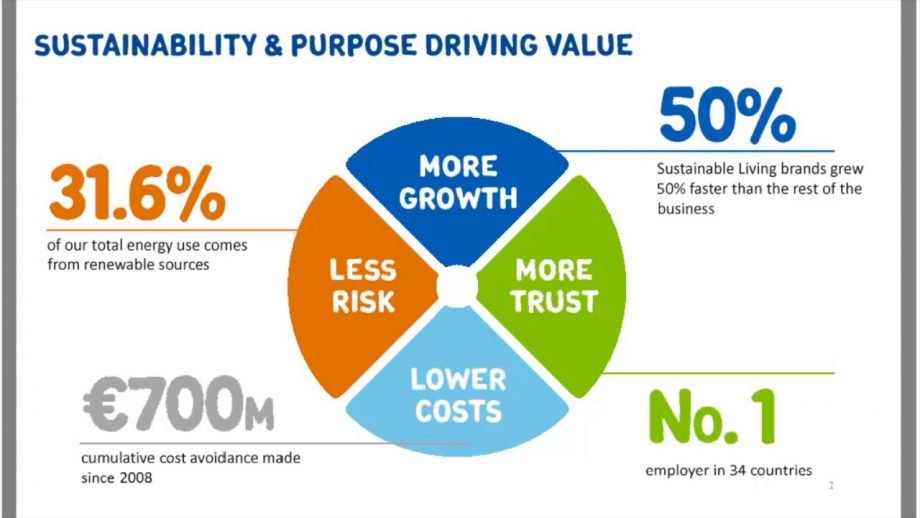 SUSTAINABILITY & PURPOSE DRIVING VALUE
50%
Sustainable Living brands grew
50% faster than the rest of the
business
31.6%
of our total energy use comes
from renewable sources
MORE
GROWTH
LESS
RISK
MORE
TRUST
LOWER
COSTS
€700M
cumulative cost avoidance made
since 2008
No. 1
employer in 34 countries
1